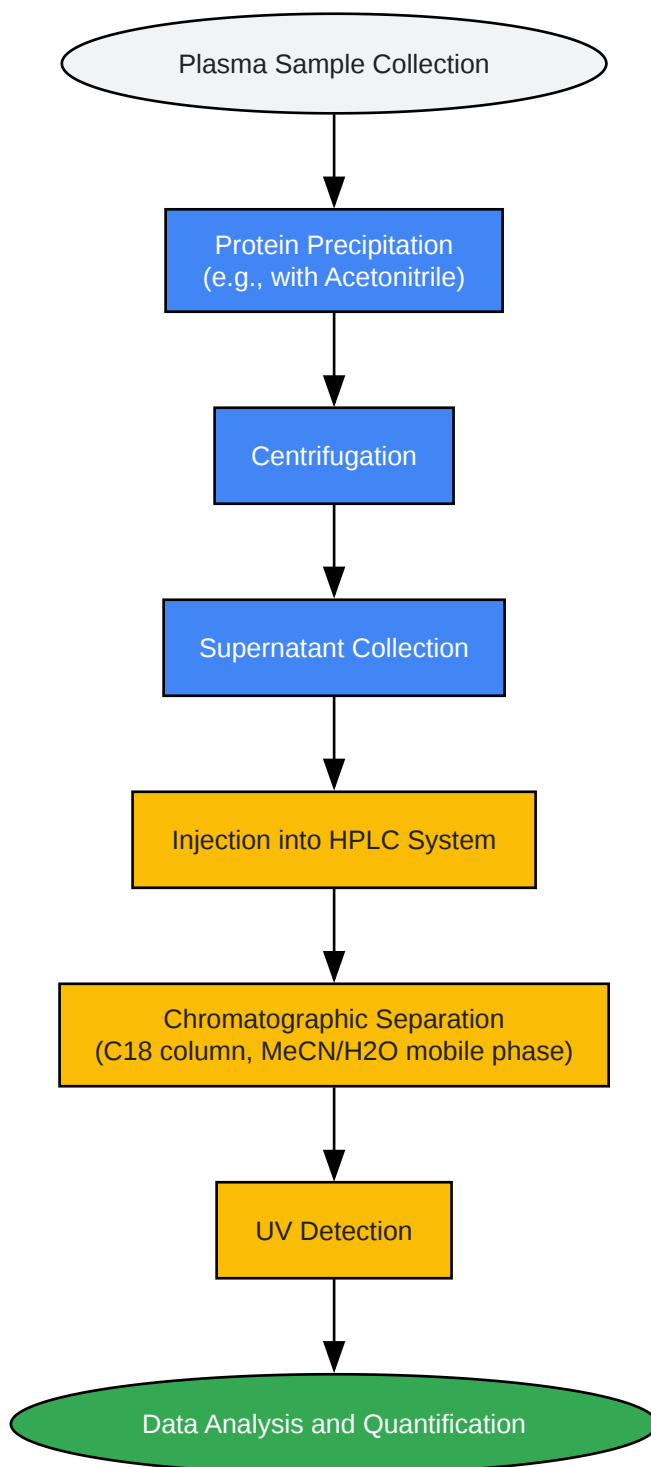 Plasma Sample Collection
Protein Precipitation
(e.g., with Acetonitrile)
Centrifugation
Supernatant Collection
Injection into HPLC System
Chromatographic Separation
(C18 column, MeCN/H2O mobile phase)
UV Detection
Data Analysis and Quantification